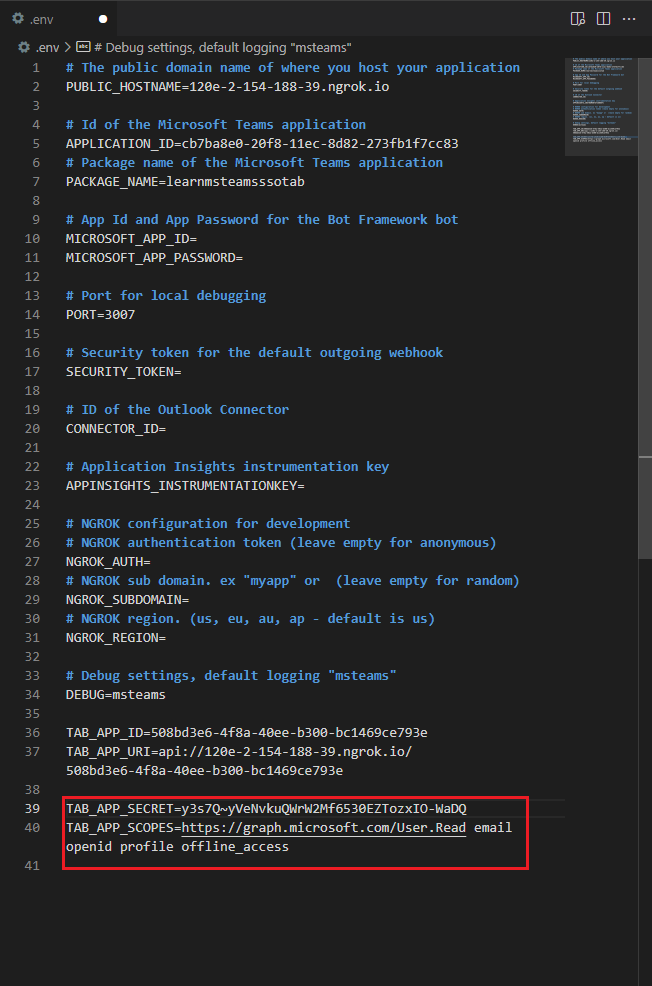 .env
.env > abc # Debug settings, default logging "msteams"
1 # The public domain name of where you host your application
2 PUBLIC_HOSTNAME=120e-2-154-188-39.ngrok.io
3
4 # Id of the Microsoft Teams application
5 APPLICATION_ID=cb7ba8e0-20f8-11ec-8d82-273fb1f7cc83
6 # Package name of the Microsoft Teams application
7 PACKAGE_NAME=learnmsteamsssotab
8
9 # App Id and App Password for the Bot Framework bot
10 MICROSOFT_APP_ID=
11 MICROSOFT_APP_PASSWORD=
12
13 # Port for local debugging
14 PORT=3007
15
16 # Security token for the default outgoing webhook
17 SECURITY_TOKEN=
18
19 # ID of the Outlook Connector
20 CONNECTOR_ID=
21
22 # Application Insights instrumentation key
23 APPINSIGHTS_INSTRUMENTATIONKEY=
24
25 # NGROK configuration for development
26 # NGROK authentication token (leave empty for anonymous)
27 NGROK_AUTH=
28 # NGROK sub domain. ex "myapp" or  (leave empty for random)
29 NGROK_SUBDOMAIN=
30 # NGROK region. (us, eu, au, ap - default is us)
31 NGROK_REGION=
32
33 # Debug settings, default logging "msteams"
34 DEBUG=msteams
35
36 TAB_APP_ID=508bd3e6-4f8a-40ee-b300-bc1469ce793e
37 TAB_APP_URI=api://120e-2-154-188-39.ngrok.io/
508bd3e6-4f8a-40ee-b300-bc1469ce793e
38
39 TAB_APP_SECRET=y3s7Q~yVeNvkuQWrW2Mf6530EZTozxIO-WaDQ
40 TAB_APP_SCOPES=https://graph.microsoft.com/User.Read email
openid profile offline_access
41